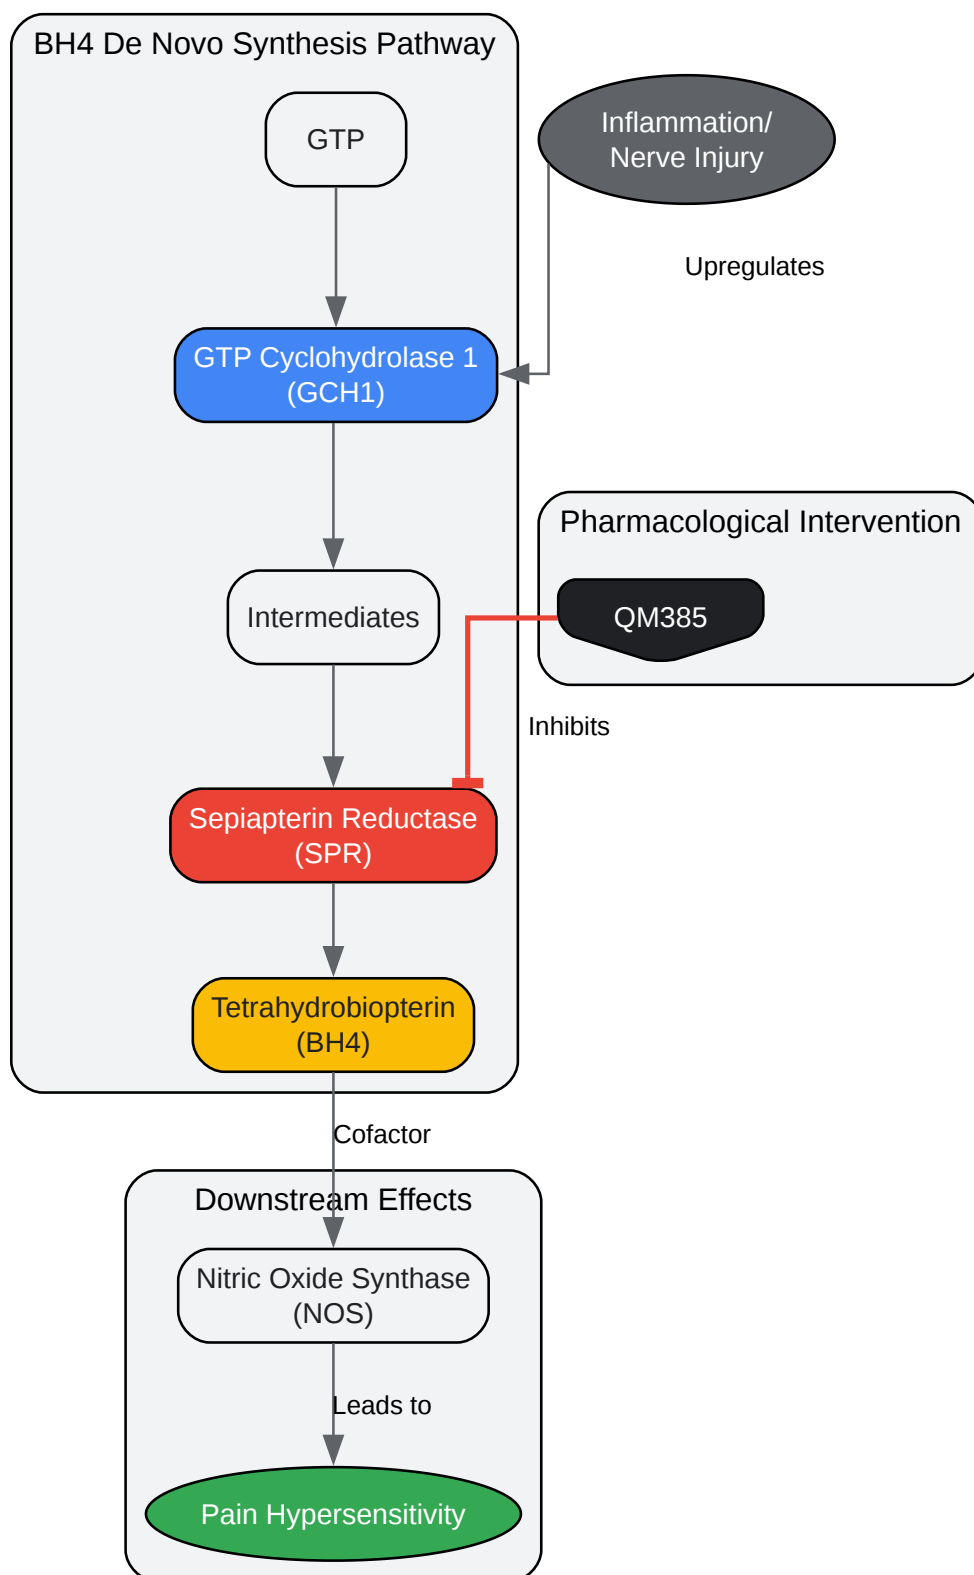 BH4 De Novo Synthesis Pathway
GTP
Inflammation/
Nerve Injury
Upregulates
GTP Cyclohydrolase 1
(GCH1)
Pharmacological Intervention
Intermediates
QM385
Inhibits
Sepiapterin Reductase
(SPR)
Tetrahydrobiopterin
(BH4)
Cofactor
Downstream Effects
Nitric Oxide Synthase
(NOS)
Leads to
Pain Hypersensitivity